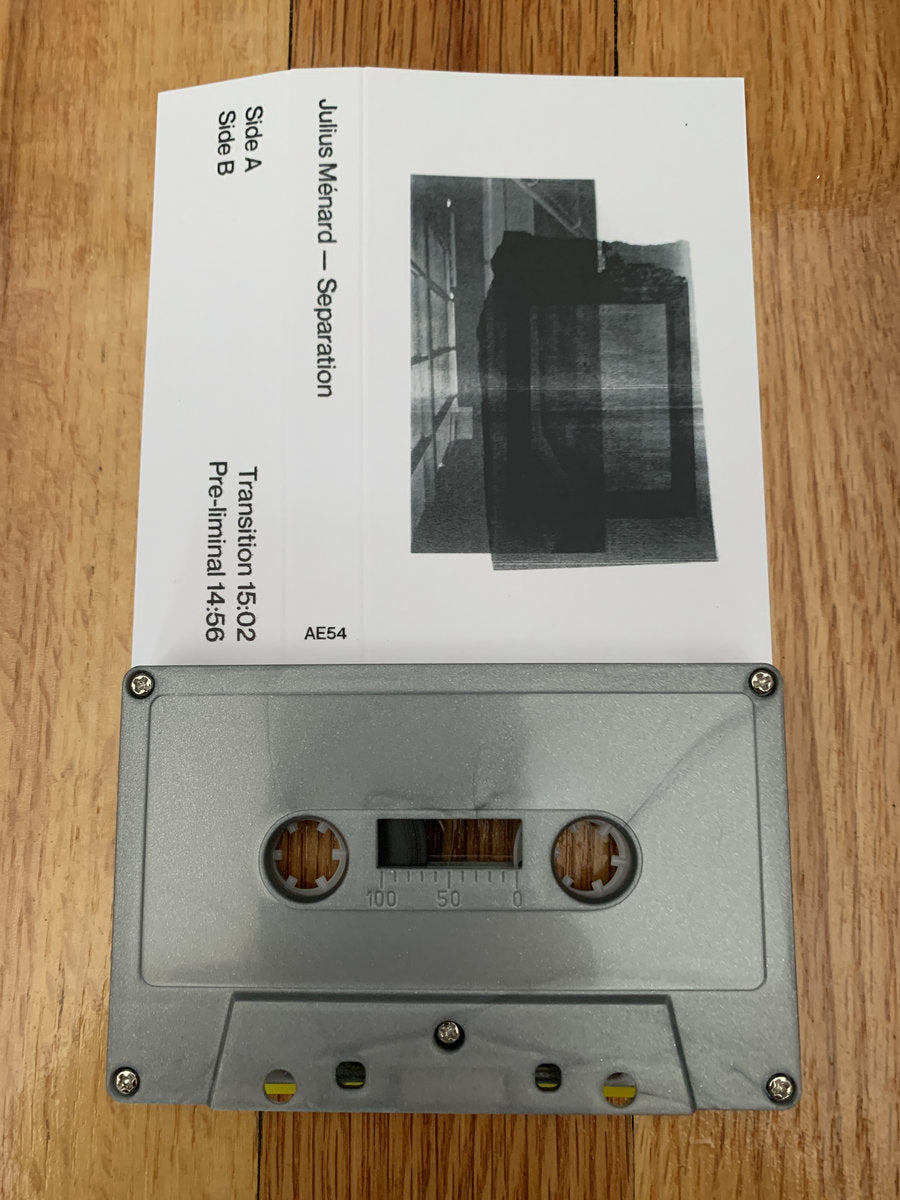 Julius Ménard — Separation
AE54
Side A Transition 15:02
Side B Pre-liminal 14:56
100 50 0